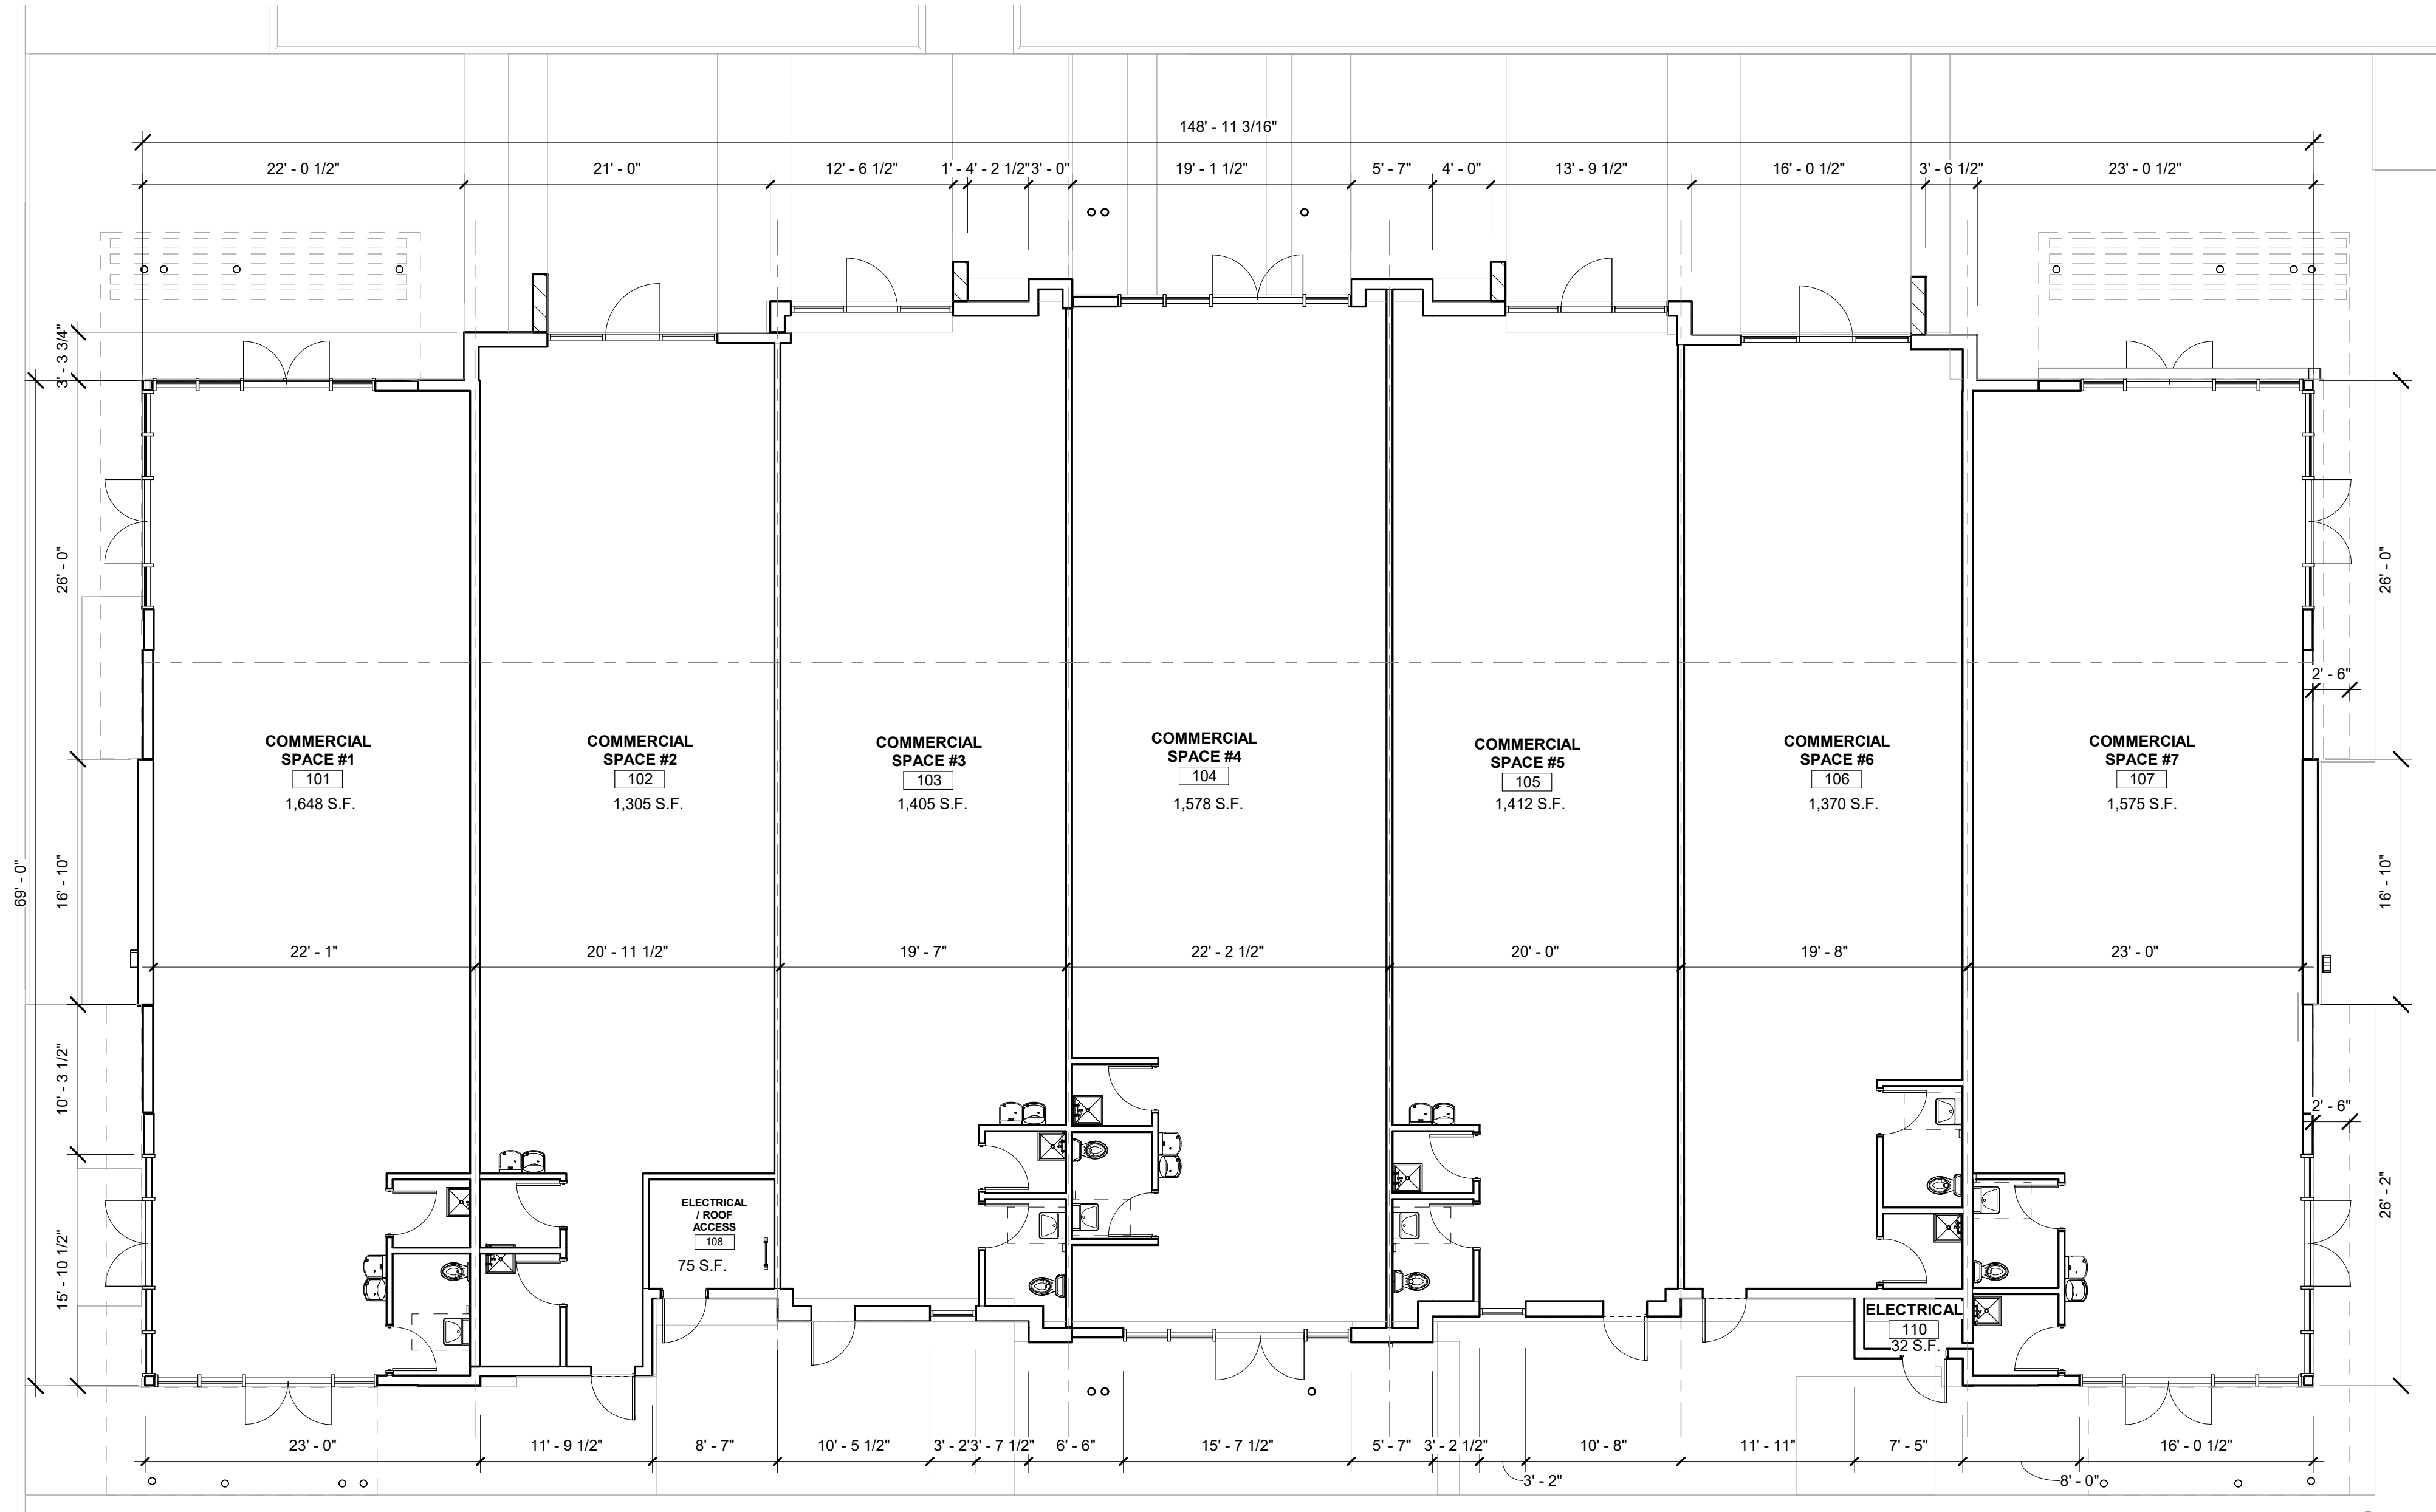 148' - 11 3/16"
22' - 0 1/2" 21' - 0" 12' - 6 1/2" 1' - 4' - 2 1/2" 3' - 0" 19' - 1 1/2" 5' - 7" 4' - 0" 13' - 9 1/2" 16' - 0 1/2" 3' - 6 1/2" 23' - 0 1/2"
3' - 3 3/4"
26' - 0"
26' - 0"
2' - 6"
COMMERCIAL
SPACE #1
101
1,648 S.F.
COMMERCIAL
SPACE #2
102
1,305 S.F.
COMMERCIAL
SPACE #3
103
1,405 S.F.
COMMERCIAL
SPACE #4
104
1,578 S.F.
COMMERCIAL
SPACE #5
105
1,412 S.F.
COMMERCIAL
SPACE #6
106
1,370 S.F.
COMMERCIAL
SPACE #7
107
1,575 S.F.
69' - 0"
16' - 10"
16' - 10"
22' - 1" 20' - 11 1/2" 19' - 7" 22' - 2 1/2" 20' - 0" 19' - 8" 23' - 0"
10' - 3 1/2"
2' - 6"
15' - 10 1/2"
26' - 2"
ELECTRICAL
/ ROOF
ACCESS
108
75 S.F.
ELECTRICAL
110
32 S.F.
23' - 0" 11' - 9 1/2" 8' - 7" 10' - 5 1/2" 3' - 2" 3' - 7 1/2" 6' - 6" 15' - 7 1/2" 5' - 7" 3' - 2 1/2" 10' - 8" 11' - 11" 7' - 5" 16' - 0 1/2"
3' - 2" 8' - 0"